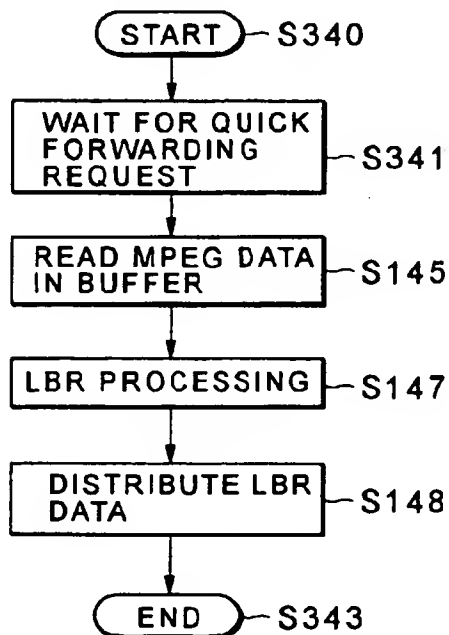 START S340
WAIT FOR QUICK
FORWARDING
REQUEST S341
READ MPEG DATA
IN BUFFER S145
LBR PROCESSING S147
DISTRIBUTE LBR
DATA S148
END S343